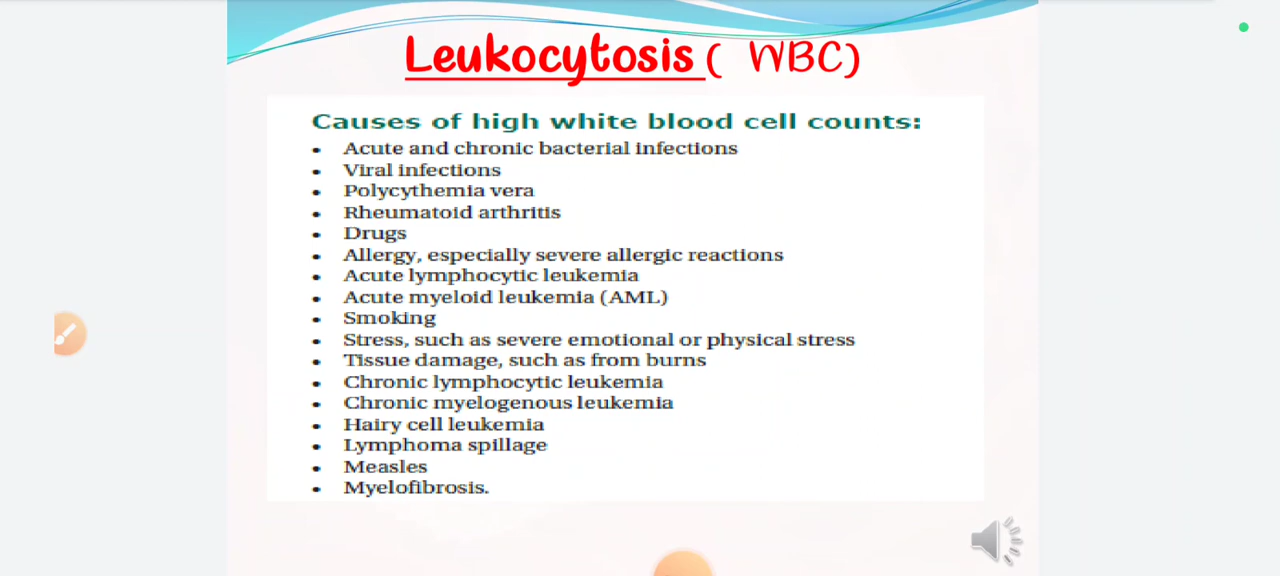 Leukocytosis ( WBC)
Causes of high white blood cell counts:
• Acute and chronic bacterial infections
• Viral infections
• Polycythemia vera
• Rheumatoid arthritis
• Drugs
• Allergy, especially severe allergic reactions
• Acute lymphocytic leukemia
• Acute myeloid leukemia (AML)
• Smoking
• Stress, such as severe emotional or physical stress
• Tissue damage, such as from burns
• Chronic lymphocytic leukemia
• Chronic myelogenous leukemia
• Hairy cell leukemia
• Lymphoma spillage
• Measles
• Myelofibrosis.